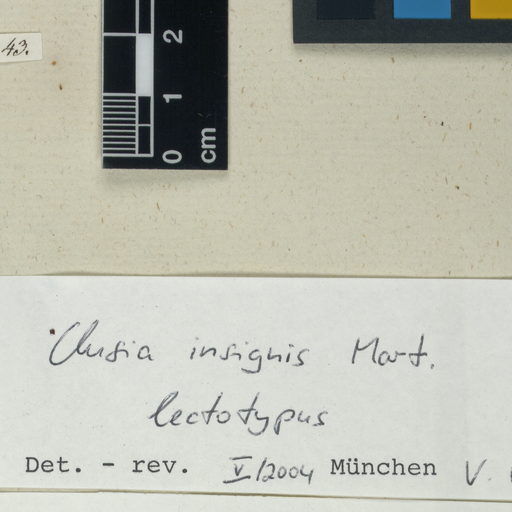 43.
2
1
0
cm
Clusia insignis Mart.
lectotypus
Det. - rev. V/2004 München V.